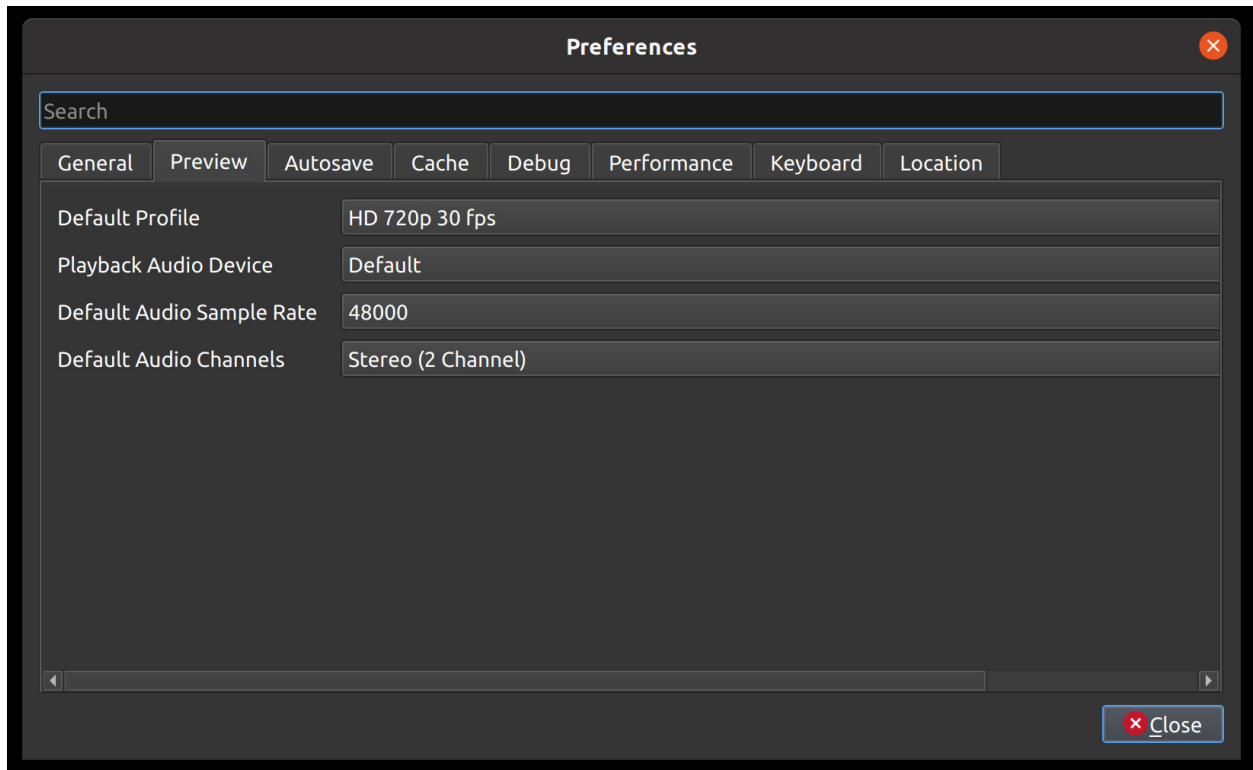 Preferences
Search
General Preview Autosave Cache Debug Performance Keyboard Location
Default Profile HD 720p 30 fps
Playback Audio Device Default
Default Audio Sample Rate 48000
Default Audio Channels Stereo (2 Channel)
Close